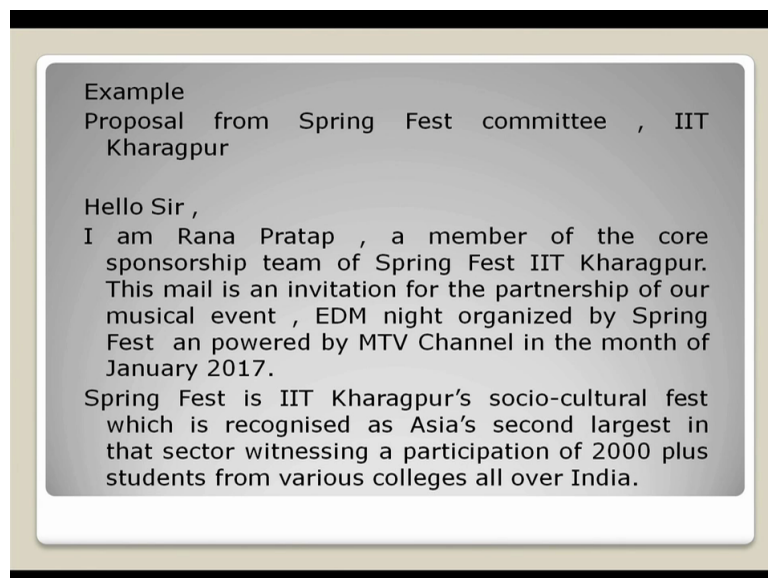 Example
Proposal from Spring Fest committee , IIT
Kharagpur
Hello Sir ,
I am Rana Pratap , a member of the core
sponsorship team of Spring Fest IIT Kharagpur.
This mail is an invitation for the partnership of our
musical event , EDM night organized by Spring
Fest an powered by MTV Channel in the month of
January 2017.
Spring Fest is IIT Kharagpur’s socio-cultural fest
which is recognised as Asia’s second largest in
that sector witnessing a participation of 2000 plus
students from various colleges all over India.